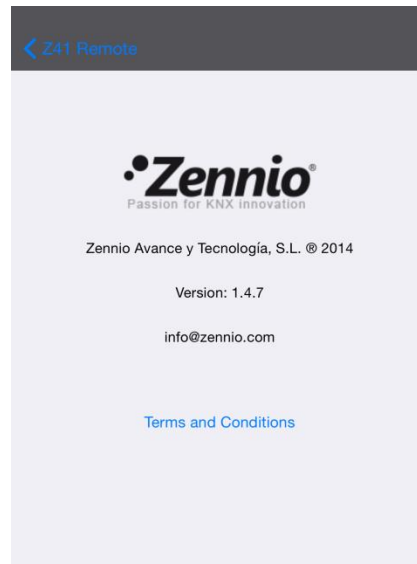 Z41 Remote
Zennio®
Passion for KNX innovation
Zennio Avance y Tecnología, S.L. ® 2014
Version: 1.4.7
info@zennio.com
Terms and Conditions